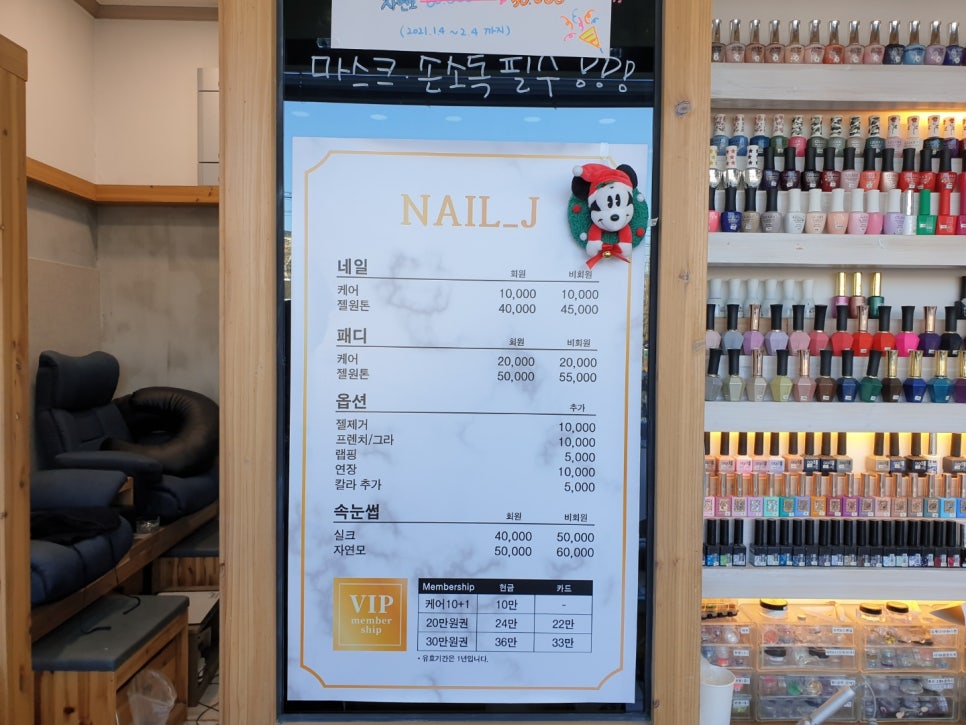 자연모
(2021.1.4 ~ 2.4 까지)
마스크·손소독 필수
NAIL_J
네일 회원 비회원
케어 10,000 10,000
젤원톤 40,000 45,000
패디 회원 비회원
케어 20,000 20,000
젤원톤 50,000 55,000
옵션 추가
젤제거 10,000
프렌치/그라 10,000
랩핑 5,000
연장 10,000
칼라 추가 5,000
속눈썹 회원 비회원
실크 40,000 50,000
자연모 50,000 60,000
VIP
member
ship
Membership 현금 카드
케어10+1 10만 -
20만원권 24만 22만
30만원권 36만 33만
* 유효기간은 1년입니다.